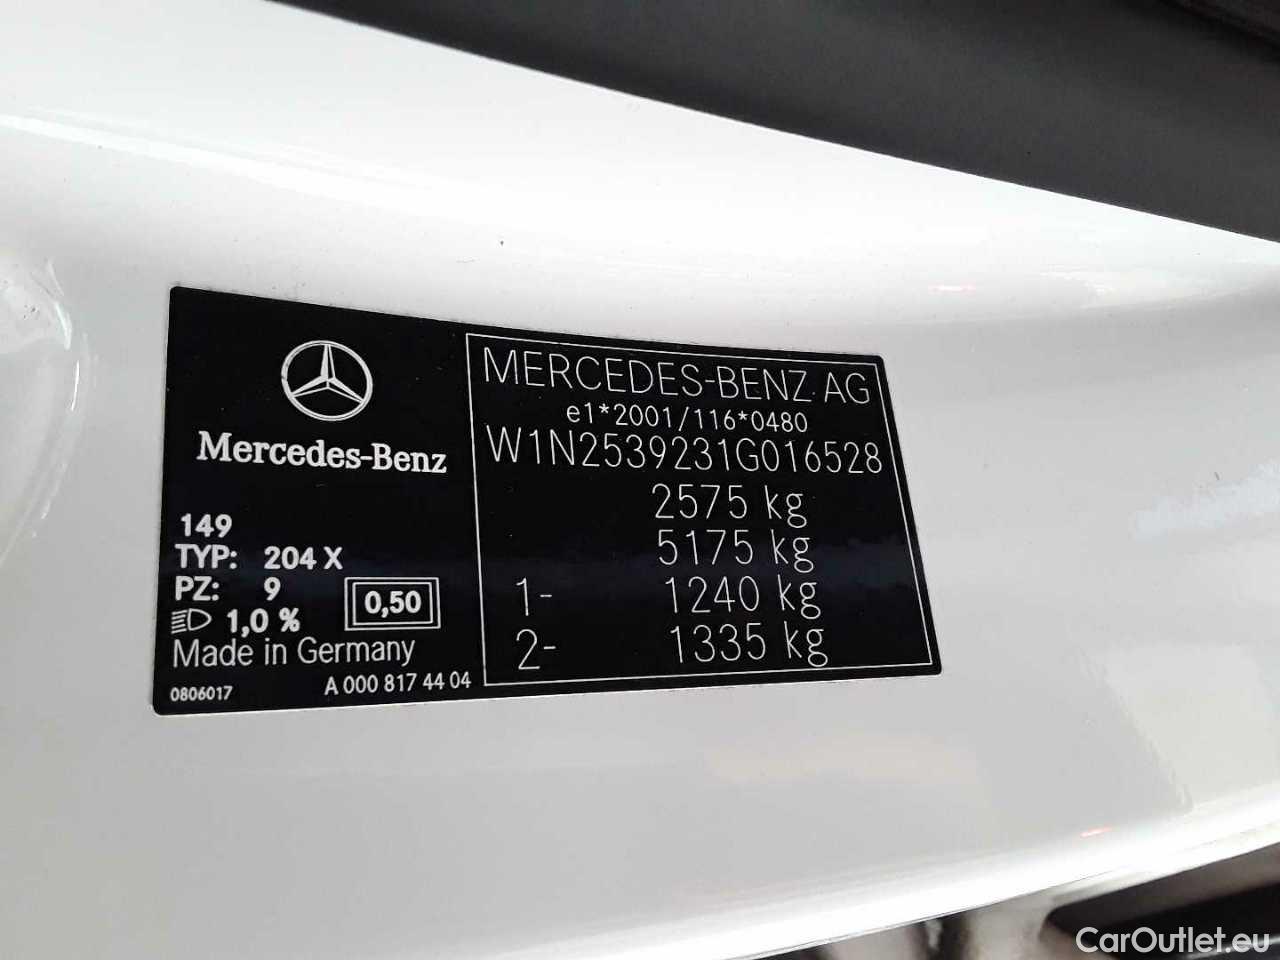 Mercedes-Benz
149
TYP: 204 X
PZ: 9
1,0 %
0,50
Made in Germany
0806017 A 000 817 44 04
MERCEDES-BENZ AG
e1*2001/116*0480
W1N2539231G016528
2575 kg
5175 kg
1- 1240 kg
2- 1335 kg
CarOutlet.eu